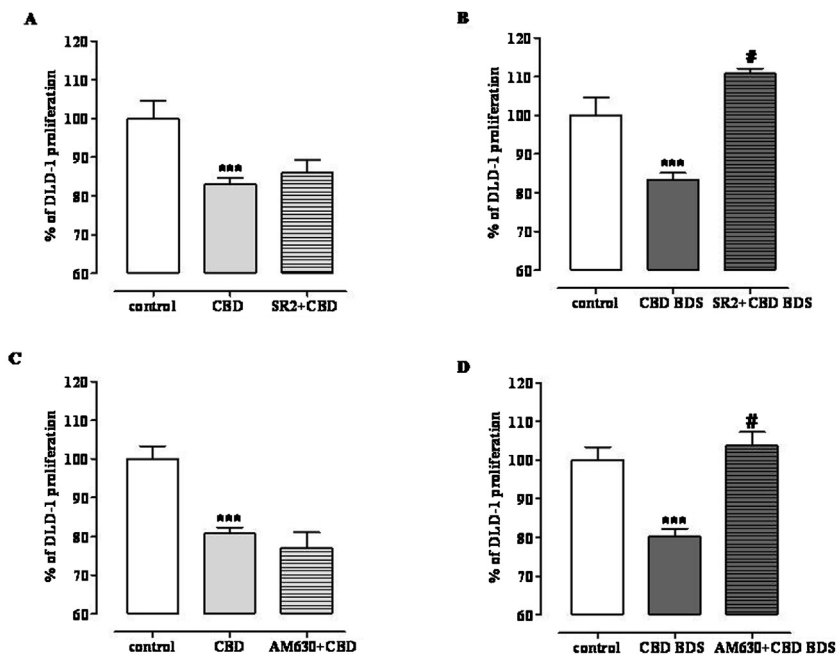 A
% of DLD-1 proliferation
120
110
100
90
80
70
60
***
control CBD SR2+CBD
B
% of DLD-1 proliferation
120
110
100
90
80
70
60
***
#
control CBD BDS SR2+CBD BDS
C
% of DLD-1 proliferation
120
110
100
90
80
70
60
***
control CBD AM630+CBD
D
% of DLD-1 proliferation
120
110
100
90
80
70
60
***
#
control CBD BDS AM630+CBD BDS